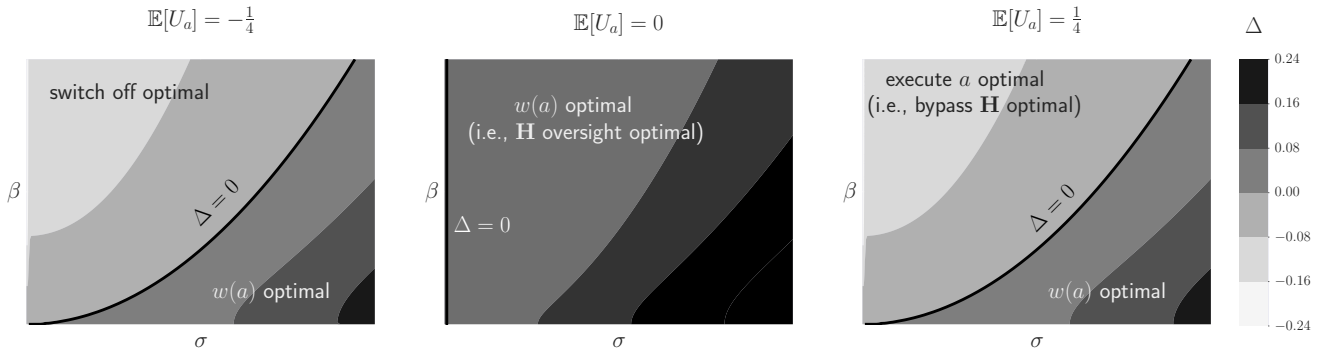 𝔼[U_a] = −1/4
𝔼[U_a] = 0
𝔼[U_a] = 1/4
Δ
switch off optimal
β
Δ = 0
w(a) optimal
σ
w(a) optimal
(i.e., H oversight optimal)
β
Δ = 0
σ
execute a optimal
(i.e., bypass H optimal)
β
Δ = 0
w(a) optimal
σ
0.24
0.16
0.08
0.00
−0.08
−0.16
−0.24